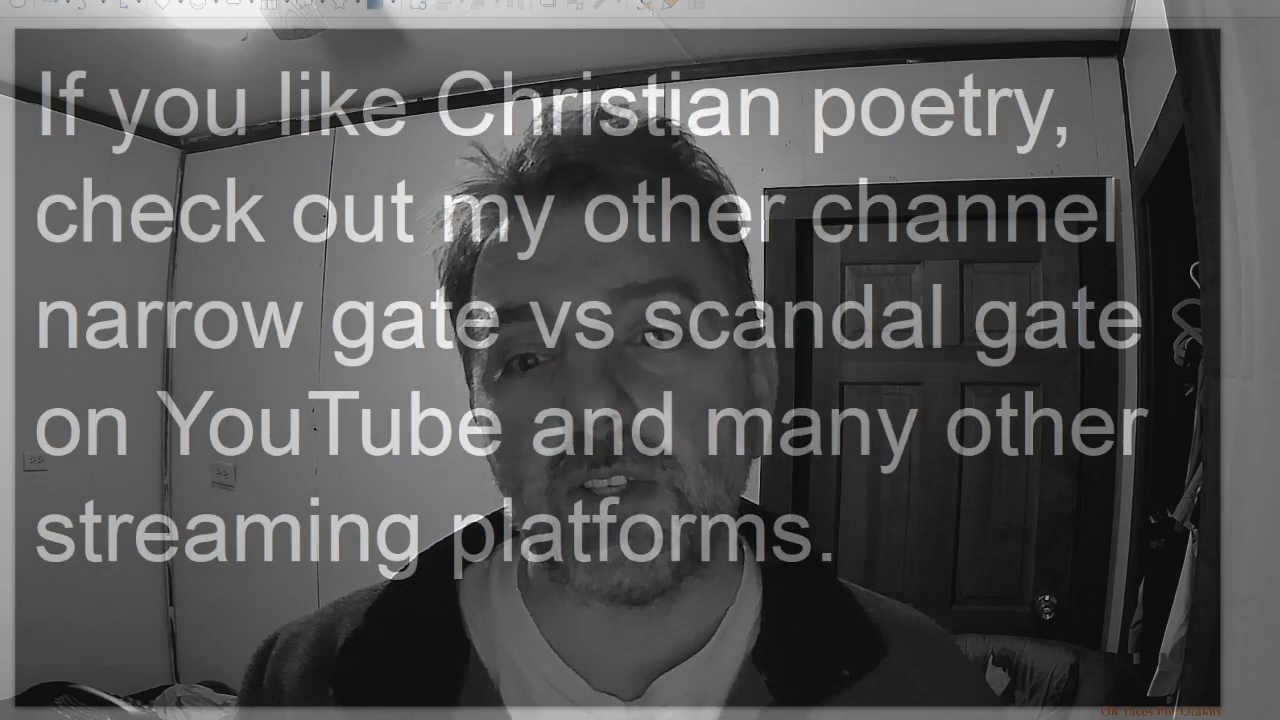 If you like Christian poetry,
check out my other channel
narrow gate vs scandal gate
on YouTube and many other
streaming platforms.